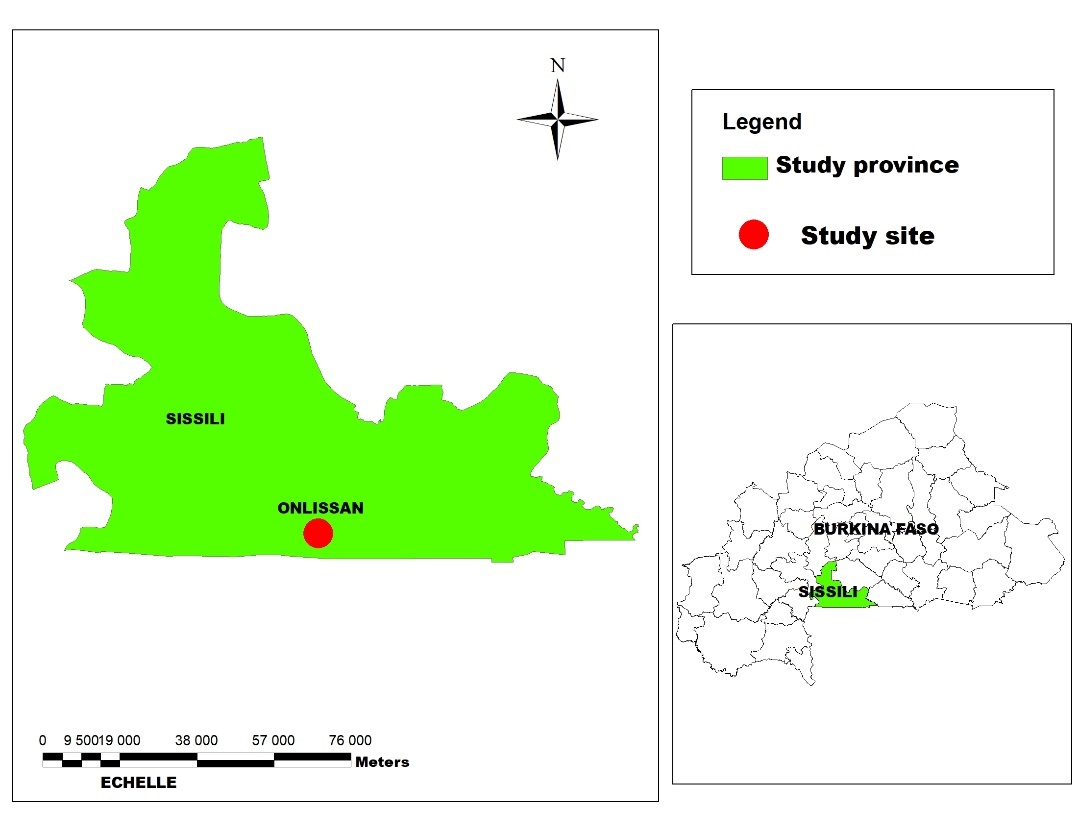 N
SISSILI
ONLISSAN
0 9 50019 000 38 000 57 000 76 000
Meters
ECHELLE
Legend
Study province
Study site
BURKINA FASO
SISSILI